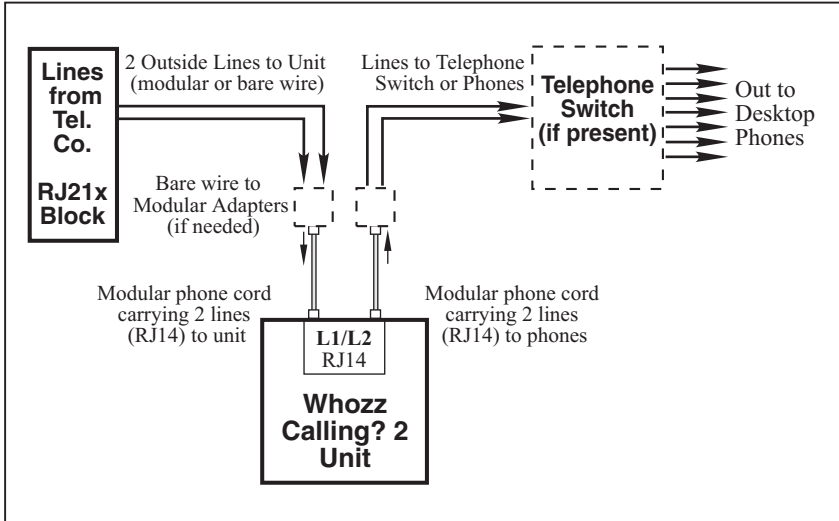 Lines
from
Tel.
Co.
RJ21x
Block
2 Outside Lines to Unit
(modular or bare wire)
Lines to Telephone
Switch or Phones
Telephone
Switch
(if present)
Out to
Desktop
Phones
Bare wire to
Modular Adapters
(if needed)
Modular phone cord
carrying 2 lines
(RJ14) to unit
Modular phone cord
carrying 2 lines
(RJ14) to phones
L1/L2
RJ14
Whozz
Calling? 2
Unit